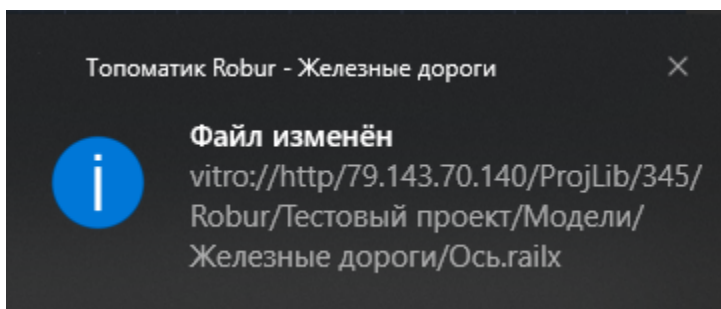 Топоматик Robur - Железные дороги
Файл изменён
vitro://http/79.143.70.140/ProjLib/345/
Robur/Тестовый проект/Модели/
Железные дороги/Ось.railx